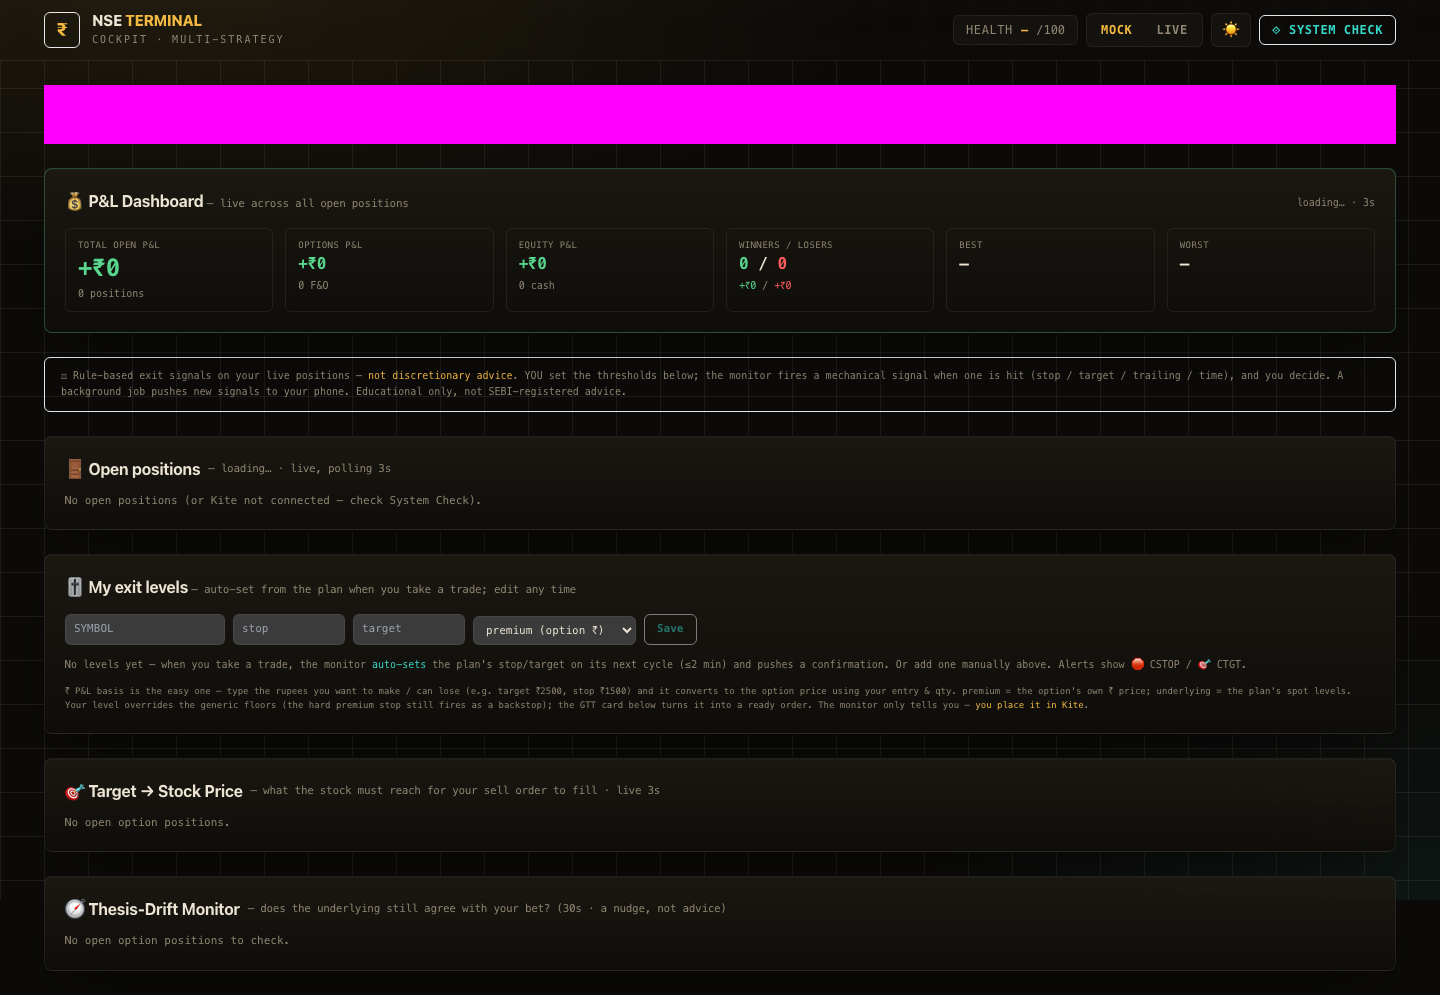 ₹
NSE TERMINAL
COCKPIT · MULTI-STRATEGY
HEALTH — /100
MOCK LIVE
◇ SYSTEM CHECK
P&L Dashboard — live across all open positions
loading… · 3s
TOTAL OPEN P&L
+₹0
0 positions
OPTIONS P&L
+₹0
0 F&O
EQUITY P&L
+₹0
0 cash
WINNERS / LOSERS
0 / 0
+₹0 / +₹0
BEST
—
WORST
—
⚖ Rule-based exit signals on your live positions — not discretionary advice. YOU set the thresholds below; the monitor fires a mechanical signal when one is hit (stop / target / trailing / time), and you decide. A
background job pushes new signals to your phone. Educational only, not SEBI-registered advice.
Open positions — loading… · live, polling 3s
No open positions (or Kite not connected — check System Check).
My exit levels — auto-set from the plan when you take a trade; edit any time
SYMBOL stop target premium (option ₹) Save
No levels yet — when you take a trade, the monitor auto-sets the plan's stop/target on its next cycle (≤2 min) and pushes a confirmation. Or add one manually above. Alerts show 🛑 CSTOP / 🎯 CTGT.
₹ P&L basis is the easy one — type the rupees you want to make / can lose (e.g. target ₹2500, stop ₹1500) and it converts to the option price using your entry & qty. premium = the option's own ₹ price; underlying = the plan's spot levels.
Your level overrides the generic floors (the hard premium stop still fires as a backstop); the GTT card below turns it into a ready order. The monitor only tells you — you place it in Kite.
Target → Stock Price — what the stock must reach for your sell order to fill · live 3s
No open option positions.
Thesis-Drift Monitor — does the underlying still agree with your bet? (30s · a nudge, not advice)
No open option positions to check.